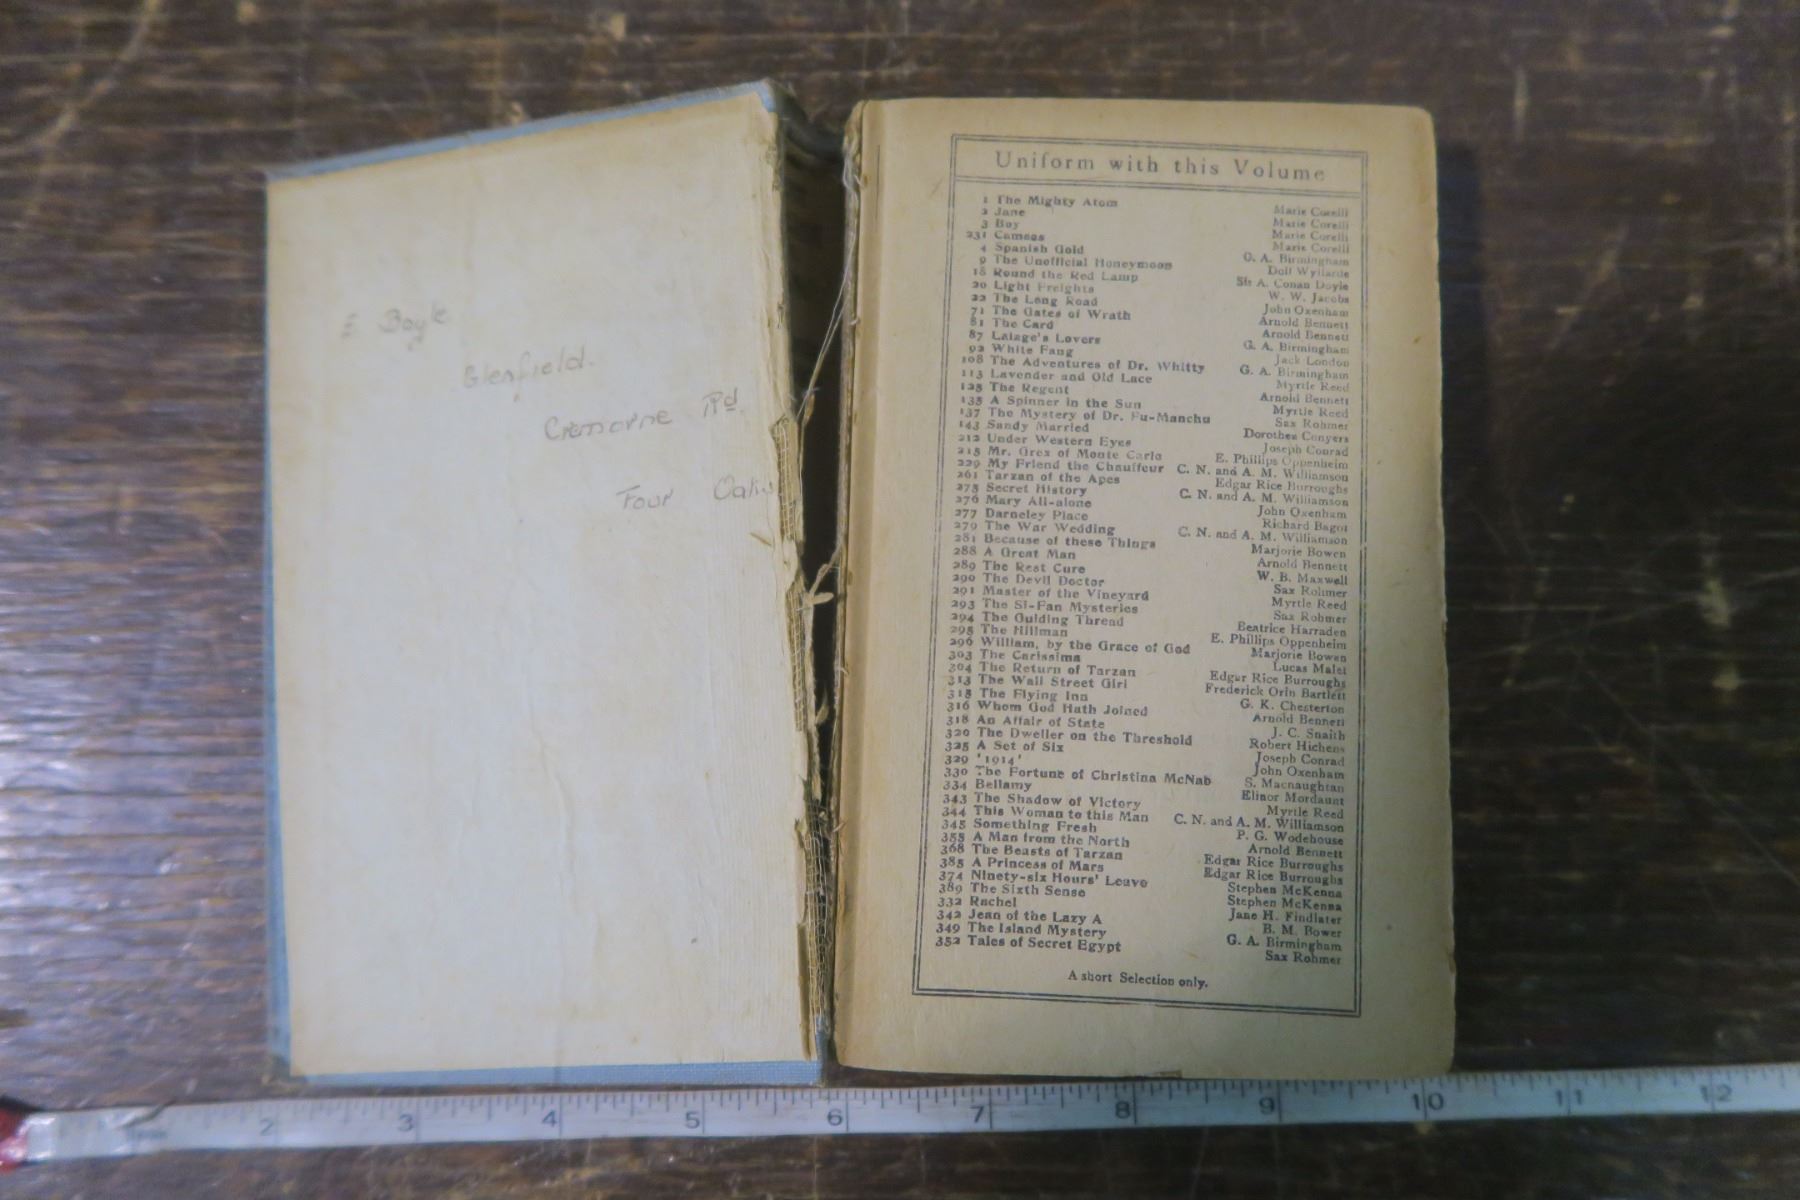 E Boyle
Glenfield.
Cremorne Rd.
Four Oaks
Uniform with this Volume
1 The Mighty Atom Marie Corelli
2 Jane Marie Corelli
3 Boy Marie Corelli
231 Cameos Marie Corelli
4 Spanish Gold G. A. Birmingham
9 The Unofficial Honeymoon Dolf Wyllarde
18 Round the Red Lamp Sir A. Conan Doyle
20 Light Freights W. W. Jacobs
22 The Long Road John Oxenham
71 The Gates of Wrath Arnold Bennett
81 The Card Arnold Bennett
87 Lalage's Lovers G. A. Birmingham
92 White Fang Jack London
108 The Adventures of Dr. Whitty G. A. Birmingham
113 Lavender and Old Lace Myrtle Reed
125 The Regent Arnold Bennett
135 A Spinner in the Sun Myrtle Reed
137 The Mystery of Dr. Fu-Manchu Sax Rohmer
143 Sandy Married Dorothea Conyers
212 Under Western Eyes Joseph Conrad
215 Mr. Grex of Monte Carlo E. Phillips Oppenheim
229 My Friend the Chauffeur C. N. and A. M. Williamson
261 Tarzan of the Apes Edgar Rice Burroughs
275 Secret History C. N. and A. M. Williamson
276 Mary All-alone John Oxenham
277 Darneley Place Richard Bagot
279 The War Wedding C. N. and A. M. Williamson
281 Because of these Things Marjorie Bowen
288 A Great Man Arnold Bennett
289 The Rest Cure W. B. Maxwell
290 The Devil Doctor Sax Rohmer
291 Master of the Vineyard Myrtle Reed
293 The Si-Fan Mysteries Sax Rohmer
294 The Guiding Thread Beatrice Harraden
295 The Hillman E. Phillips Oppenheim
296 William, by the Grace of God Marjorie Bowen
303 The Carissima Lucas Malet
304 The Return of Tarzan Edgar Rice Burroughs
313 The Wall Street Girl Frederick Orin Bartlett
315 The Flying Inn G. K. Chesterton
316 Whom God Hath Joined Arnold Bennett
318 An Affair of State J. C. Snaith
320 The Dweller on the Threshold Robert Hichens
325 A Set of Six Joseph Conrad
329 '1914' John Oxenham
330 The Fortune of Christina McNab S. Macnaughtan
334 Bellamy Elinor Mordaunt
343 The Shadow of Victory Myrtle Reed
344 This Woman to this Man C. N. and A. M. Williamson
345 Something Fresh P. G. Wodehouse
355 A Man from the North Arnold Bennett
368 The Beasts of Tarzan Edgar Rice Burroughs
385 A Princess of Mars Edgar Rice Burroughs
374 Ninety-six Hours' Leave Stephen McKenna
389 The Sixth Sense Stephen McKenna
332 Rachel Jane H. Findlater
342 Jean of the Lazy A B. M. Bower
349 The Island Mystery G. A. Birmingham
352 Tales of Secret Egypt Sax Rohmer
A short Selection only.
2 3 4 5 6 7 8 9 10 11 12